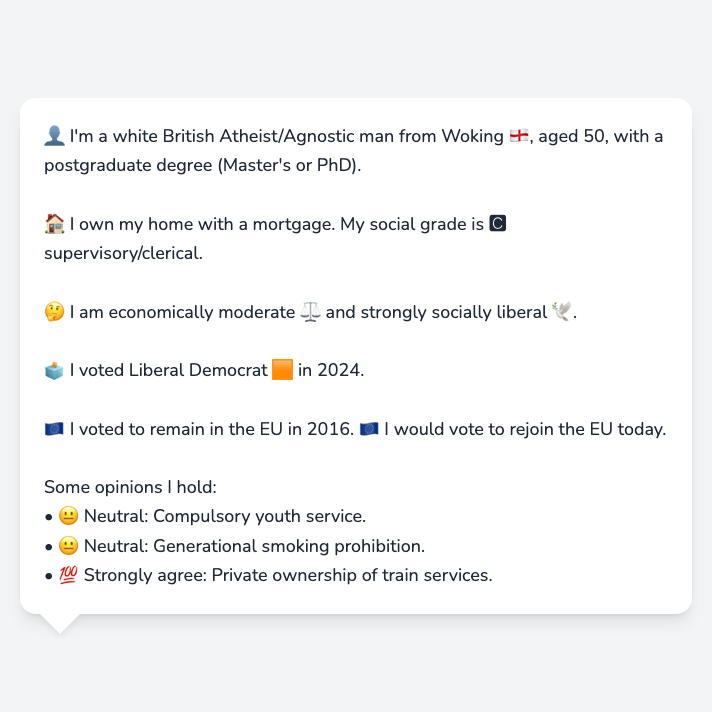 👤 I'm a white British Atheist/Agnostic man from Woking 🏴󠁧󠁢󠁥󠁮󠁧󠁿, aged 50, with a
postgraduate degree (Master's or PhD).
🏠 I own my home with a mortgage. My social grade is 🅲
supervisory/clerical.
🤔 I am economically moderate ⚖️ and strongly socially liberal 🕊️.
🗳️ I voted Liberal Democrat 🟧 in 2024.
🇪🇺 I voted to remain in the EU in 2016. 🇪🇺 I would vote to rejoin the EU today.
Some opinions I hold:
• 😐 Neutral: Compulsory youth service.
• 😐 Neutral: Generational smoking prohibition.
• 💯 Strongly agree: Private ownership of train services.